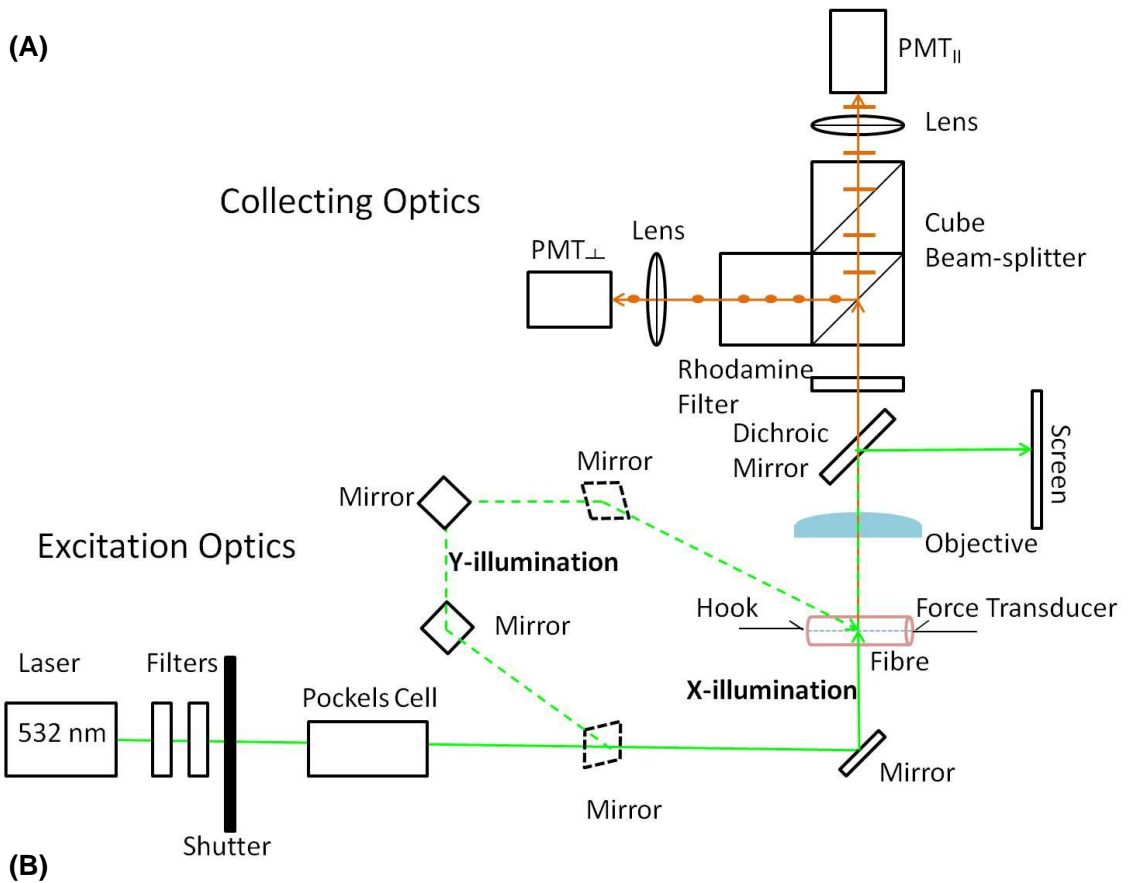 (A)
PMT||
Lens
Collecting Optics
Cube
Beam-splitter
Lens
PMT⊥
Rhodamine
Filter
Dichroic
Mirror
Screen
Mirror
Mirror
Excitation Optics
Objective
Y-illumination
Hook
Force Transducer
Mirror
Fibre
Laser
Filters
X-illumination
Pockels Cell
532 nm
Mirror
Mirror
Shutter
(B)